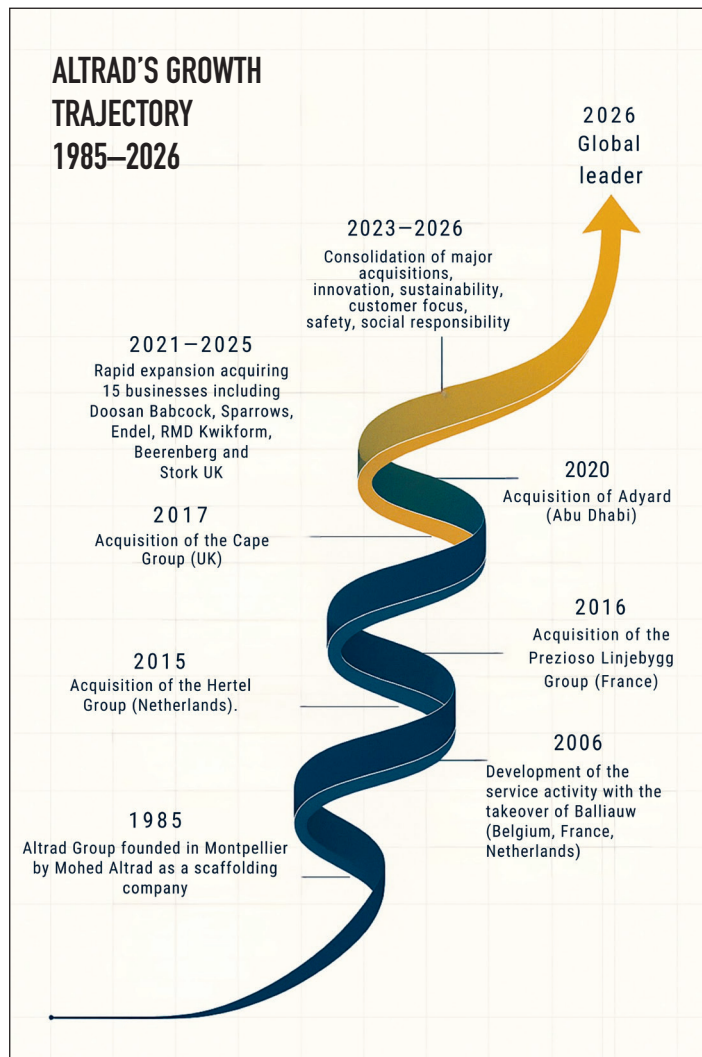 ALTRAD'S GROWTH
TRAJECTORY
1985–2026
2026
Global
leader
2023–2026
Consolidation of major
acquisitions,
innovation, sustainability,
customer focus,
safety, social responsibility
2021–2025
Rapid expansion acquiring
15 businesses including
Doosan Babcock, Sparrows,
Endel, RMD Kwikform,
Beerenberg and
Stork UK
2020
Acquisition of Adyard
(Abu Dhabi)
2017
Acquisition of the Cape
Group (UK)
2016
Acquisition of the
Prezioso Linjebygg
Group (France)
2015
Acquisition of the Hertel
Group (Netherlands).
2006
Development of the
service activity with the
takeover of Balliauw
(Belgium, France,
Netherlands)
1985
Altrad Group founded in Montpellier
by Mohed Altrad as a scaffolding
company